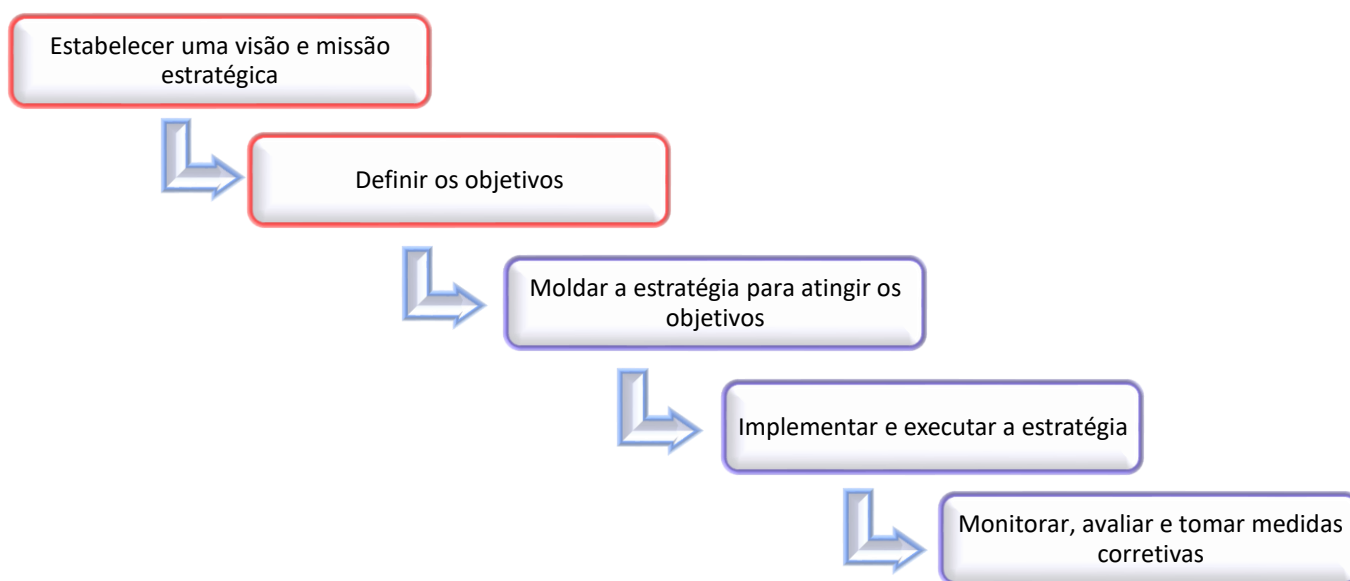 Estabelecer uma visão e missão
estratégica
Definir os objetivos
Moldar a estratégia para atingir os
objetivos
Implementar e executar a estratégia
Monitorar, avaliar e tomar medidas
corretivas